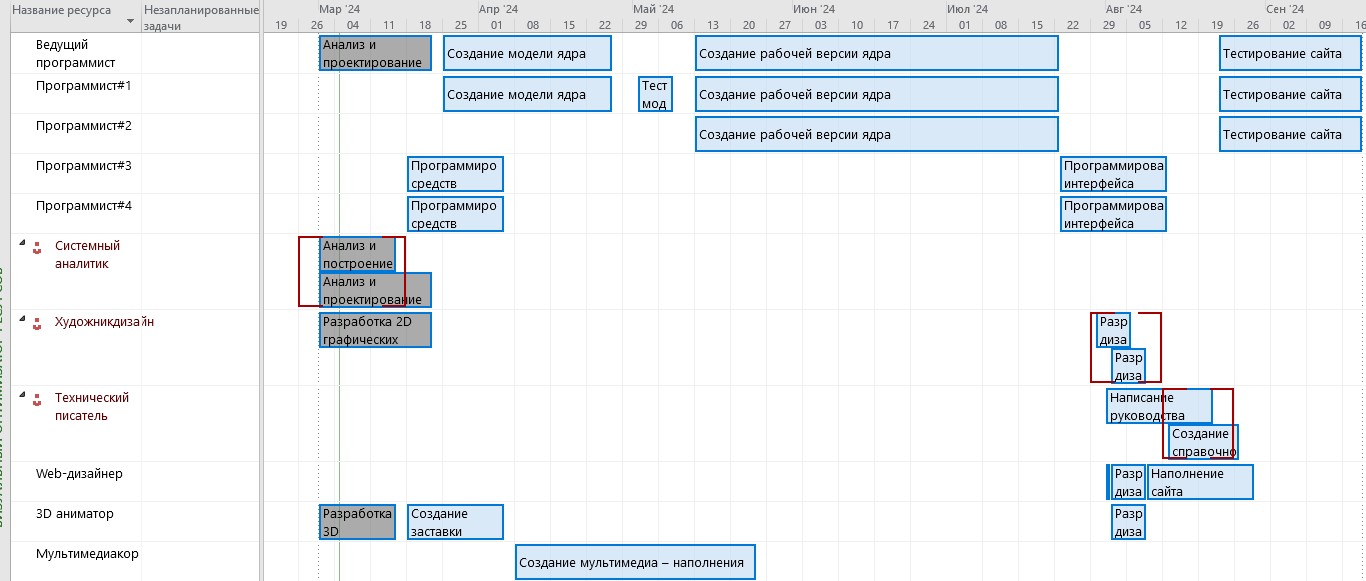 Название ресурса
Незапланированные задачи
Мар '24 Апр '24 Май '24 Июн '24 Июл '24 Авг '24 Сен '24
19 26 04 11 18 25 08 15 22 29 06 13 20 27 03 10 17 24 01 08 15 22 29 05 12 19 26 02 09 16
Ведущий программист
Анализ и проектирование
Создание модели ядра
Создание рабочей версии ядра
Тестирование сайта
Программист#1
Создание модели ядра
Тест мод
Создание рабочей версии ядра
Тестирование сайта
Программист#2
Создание рабочей версии ядра
Тестирование сайта
Программист#3
Программиро средств
Программирова интерфейса
Программист#4
Программиро средств
Программирова интерфейса
Системный аналитик
Анализ и построение
Анализ и проектирование
Художникдизайн
Разработка 2D графических
Разр диза
Разр диза
Технический писатель
Написание руководства
Создание справочно
Web-дизайнер
Разр диза
Наполнение сайта
3D аниматор
Разработка 3D
Создание заставки
Разр диза
Мультимедиакор
Создание мультимедиа – наполнения